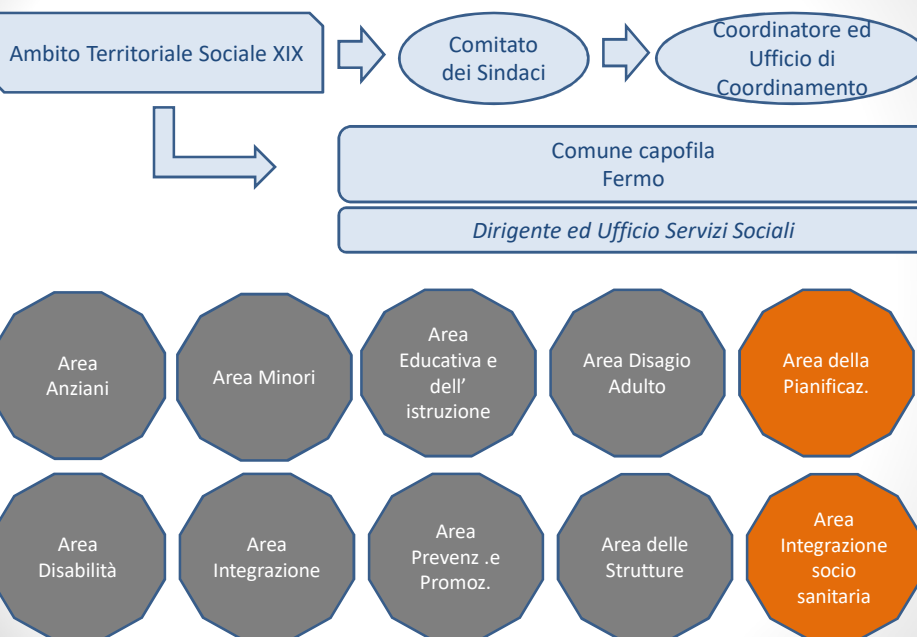 Ambito Territoriale Sociale XIX
Comitato
dei Sindaci
Coordinatore ed
Ufficio di
Coordinamento
Comune capofila
Fermo
Dirigente ed Ufficio Servizi Sociali
Area
Anziani
Area Minori
Area
Educativa e
dell’
istruzione
Area Disagio
Adulto
Area della
Pianificaz.
Area
Disabilità
Area
Integrazione
Area
Prevenz .e
Promoz.
Area delle
Strutture
Area
Integrazione
socio
sanitaria